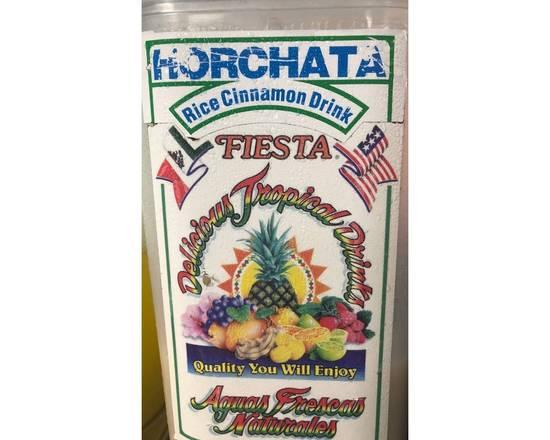 HORCHATA
Rice Cinnamon Drink
FIESTA
Delicious Tropical Drinks
Quality You Will Enjoy
Aguas Frescas
Naturales